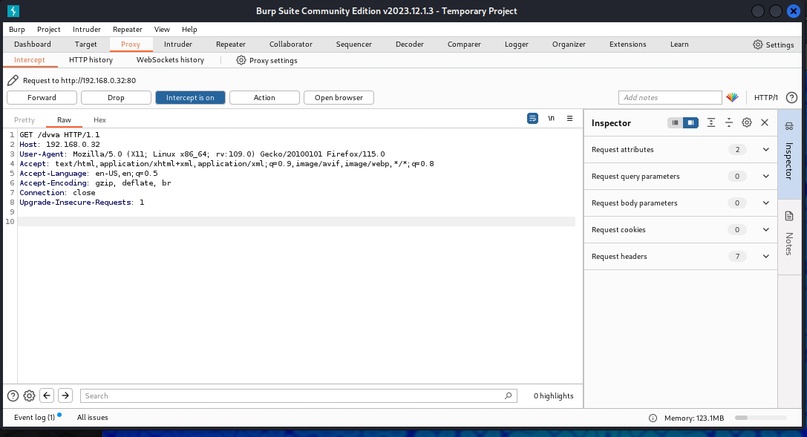 Burp Suite Community Edition v2023.12.1.3 - Temporary Project
Burp Project Intruder Repeater View Help
Dashboard Target Proxy Intruder Repeater Collaborator Sequencer Decoder Comparer Logger Organizer Extensions Learn Settings
Intercept HTTP history WebSockets history Proxy settings
Request to http://192.168.0.32:80
Forward Drop Intercept is on Action Open browser Add notes HTTP/1
Pretty Raw Hex \n
Inspector
1 GET /dvwa HTTP/1.1
2 Host: 192.168.0.32
3 User-Agent: Mozilla/5.0 (X11; Linux x86_64; rv:109.0) Gecko/20100101 Firefox/115.0
4 Accept: text/html,application/xhtml+xml,application/xml;q=0.9,image/avif,image/webp,*/*;q=0.8
5 Accept-Language: en-US,en;q=0.5
6 Accept-Encoding: gzip, deflate, br
7 Connection: close
8 Upgrade-Insecure-Requests: 1
9
10
Request attributes 2
Request query parameters 0
Request body parameters 0
Request cookies 0
Request headers 7
Inspector
Notes
Search 0 highlights
Event log (1) All issues Memory: 123.1MB